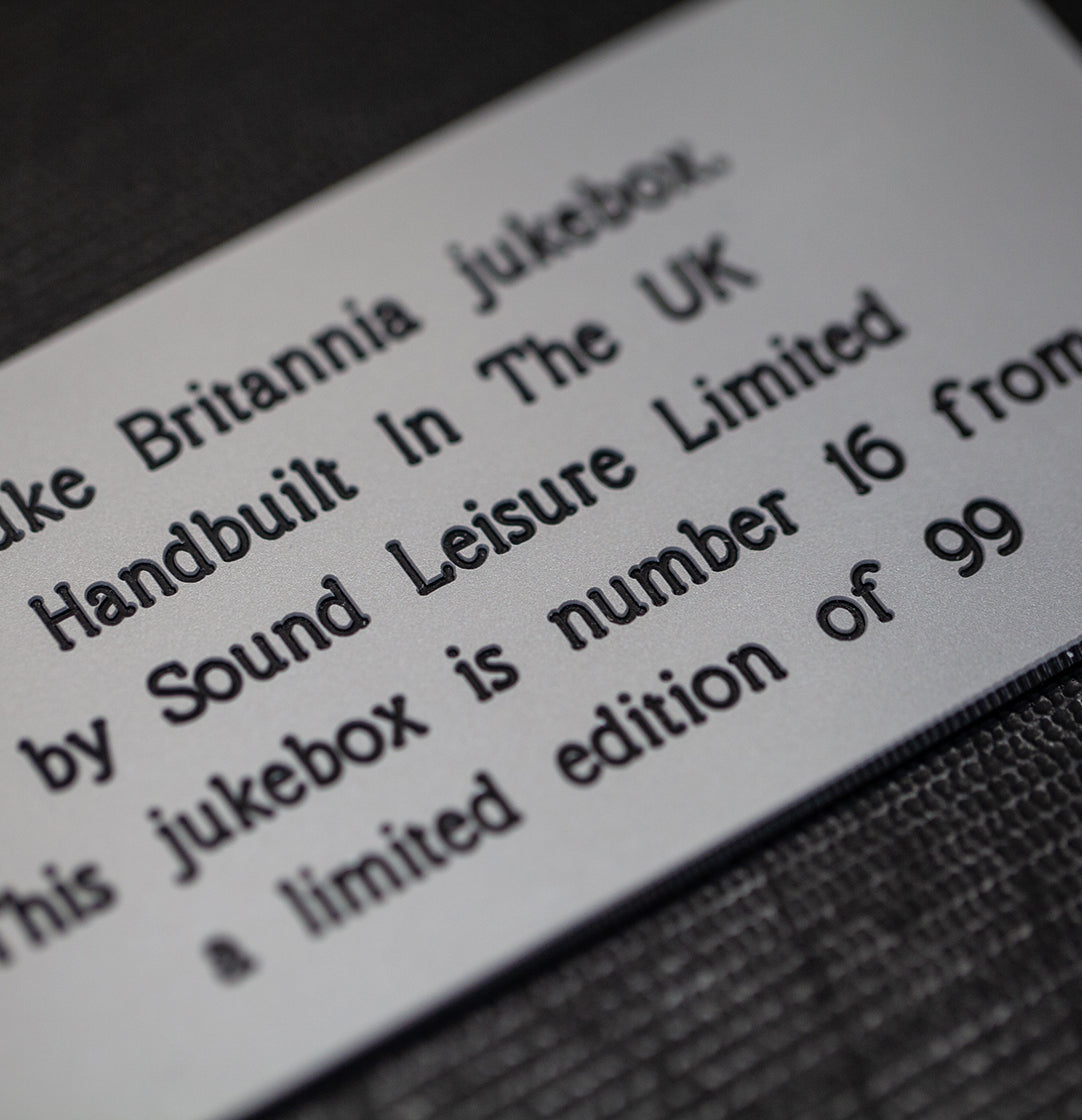 uke Britannia jukebox.
Handbuilt In The UK
by Sound Leisure Limited
This jukebox is number 16 from
a limited edition of 99